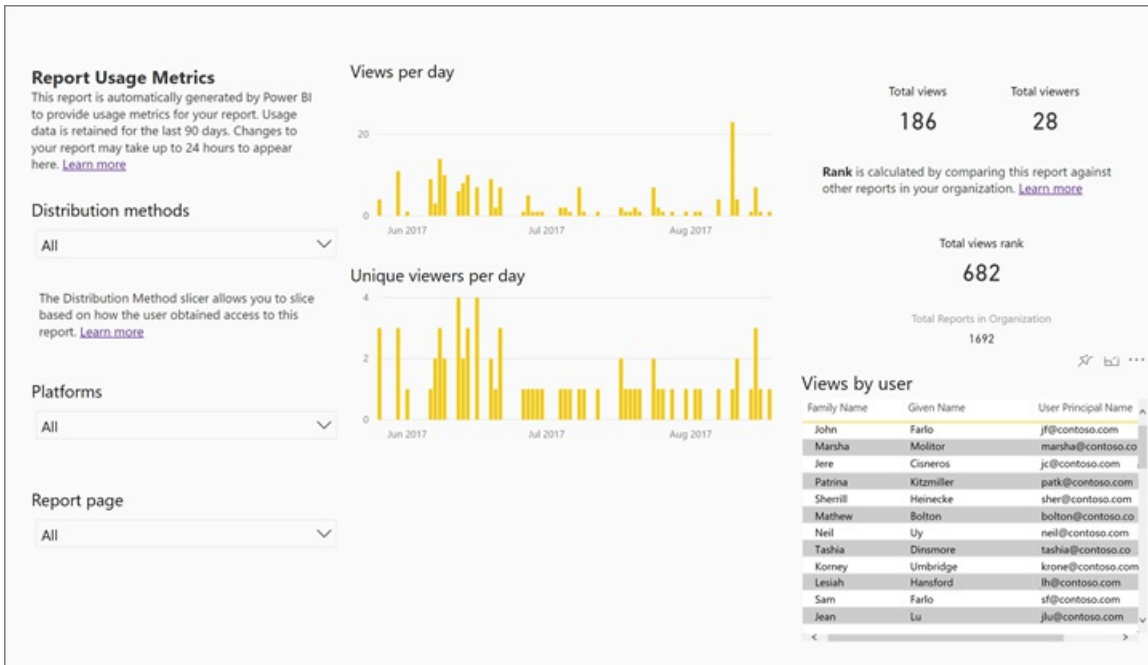 Report Usage Metrics
This report is automatically generated by Power BI
to provide usage metrics for your report. Usage
data is retained for the last 90 days. Changes to
your report may take up to 24 hours to appear
here. Learn more
Distribution methods
All
The Distribution Method slicer allows you to slice
based on how the user obtained access to this
report. Learn more
Platforms
All
Report page
All
Views per day
20
0
Jun 2017 Jul 2017 Aug 2017
Unique viewers per day
4
2
0
Jun 2017 Jul 2017 Aug 2017
Total views Total viewers
186 28
Rank is calculated by comparing this report against
other reports in your organization. Learn more
Total views rank
682
Total Reports in Organization
1692
Views by user
Family Name Given Name User Principal Name
John Farlo jf@contoso.com
Marsha Molitor marsha@contoso.co
Jere Cisneros jc@contoso.com
Patrina Kitzmiller patk@contoso.com
Sherrill Heinecke sher@contoso.com
Mathew Bolton bolton@contoso.co
Neil Uy neil@contoso.com
Tashia Dinsmore tashia@contoso.co
Korney Umbridge krone@contoso.com
Lesiah Hansford lh@contoso.com
Sam Farlo sf@contoso.com
Jean Lu jlu@contoso.com